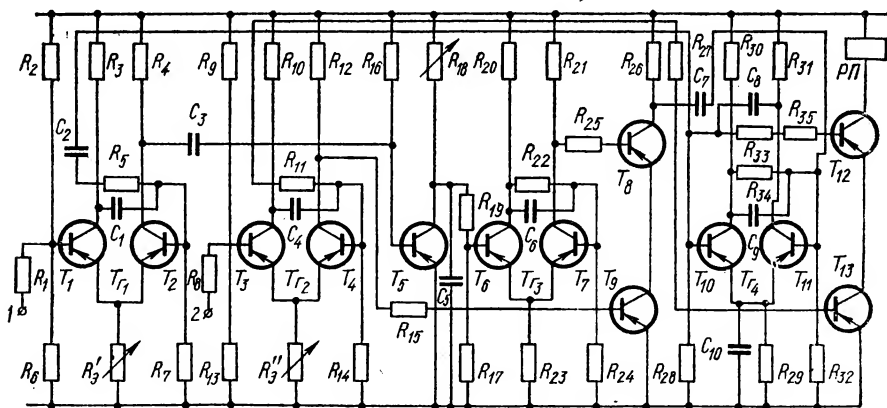 R2 R3 R4 R9 R10 R12 R16 R18 R20 R21 R26 R27 R30 R31 РП
C2 C3 C7 C8
R5 R11 R22 R25 R33 R35
C1 C4 R19 C6 T8 R34 T12
R1 T1 Tг1 T2 R8 T3 Tг2 T4 T5 C5 T6 Tг3 T7 T9 T10 Tг4 C9 T11 T13
1 2 R15 C10
R6 Rэ' R7 R13 Rэ'' R14 R17 R23 R24 R28 R29 R32